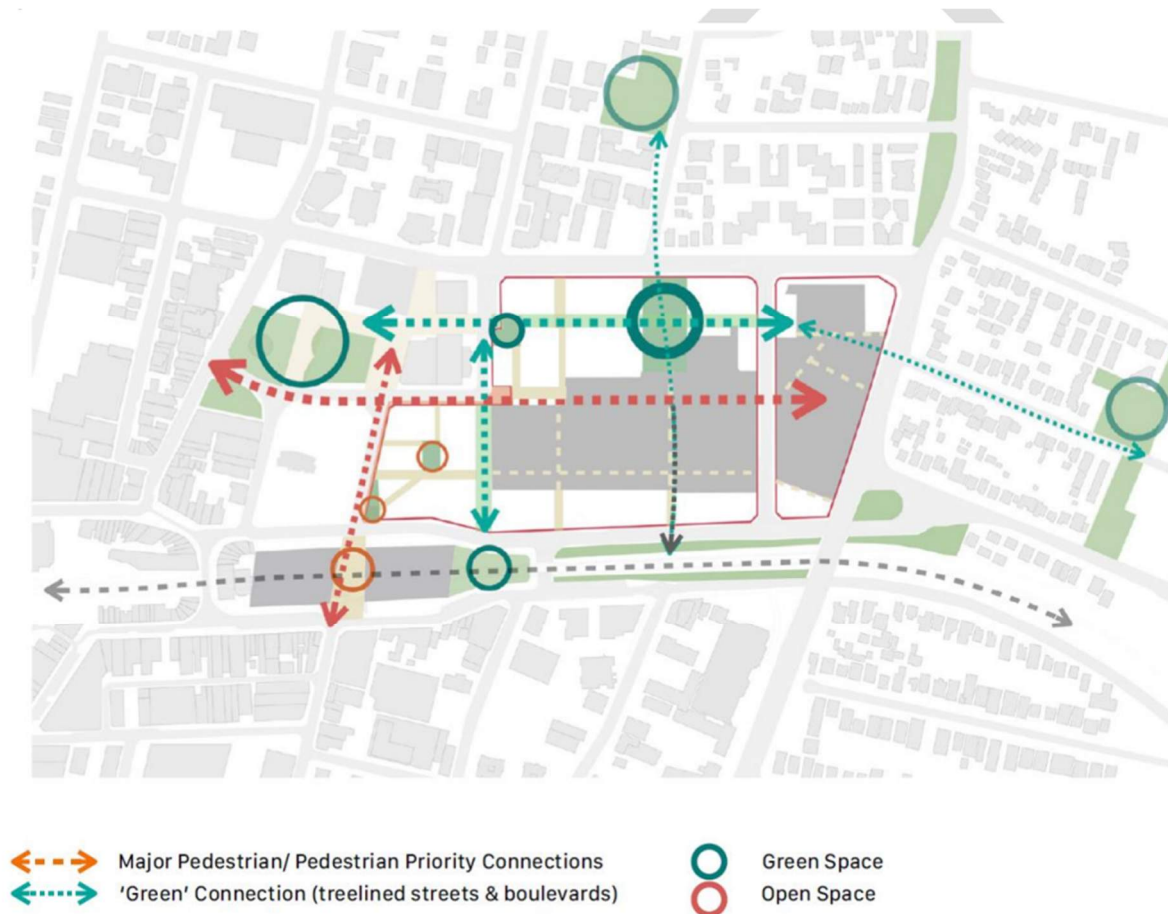 Major Pedestrian/ Pedestrian Priority Connections
'Green' Connection (treelined streets & boulevards)
Green Space
Open Space